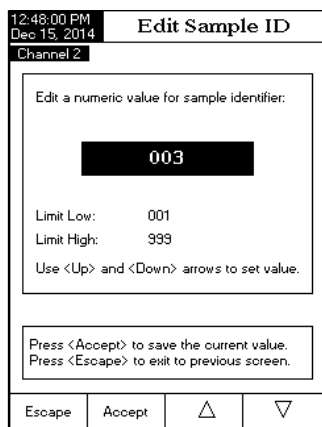 12:48:00 PM
Dec 15, 2014
Edit Sample ID
Channel 2
Edit a numeric value for sample identifier:
003
Limit Low: 001
Limit High: 999
Use <Up> and <Down> arrows to set value.
Press <Accept> to save the current value.
Press <Escape> to exit to previous screen.
Escape Accept △ ▽